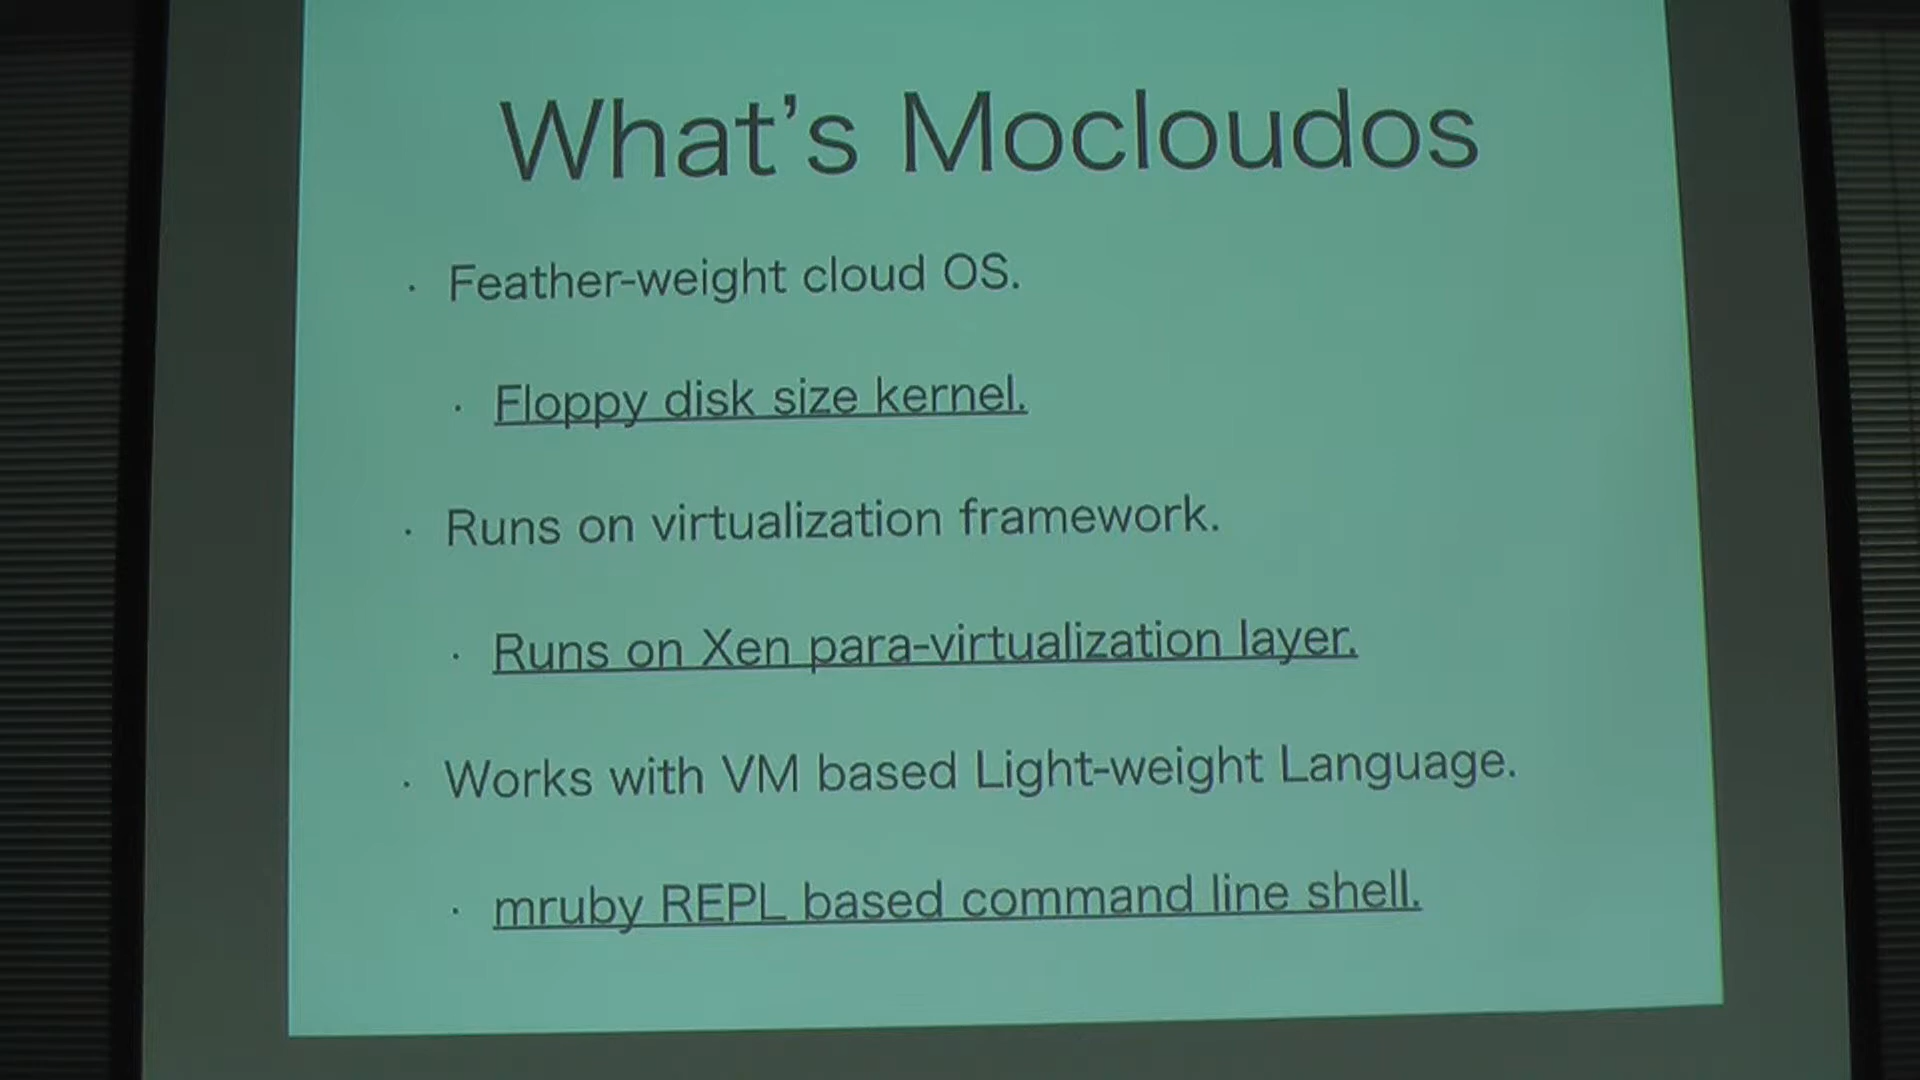 What's Mocloudos
· Feather-weight cloud OS.
· Floppy disk size kernel.
· Runs on virtualization framework.
· Runs on Xen para-virtualization layer.
· Works with VM based Light-weight Language.
· mruby REPL based command line shell.